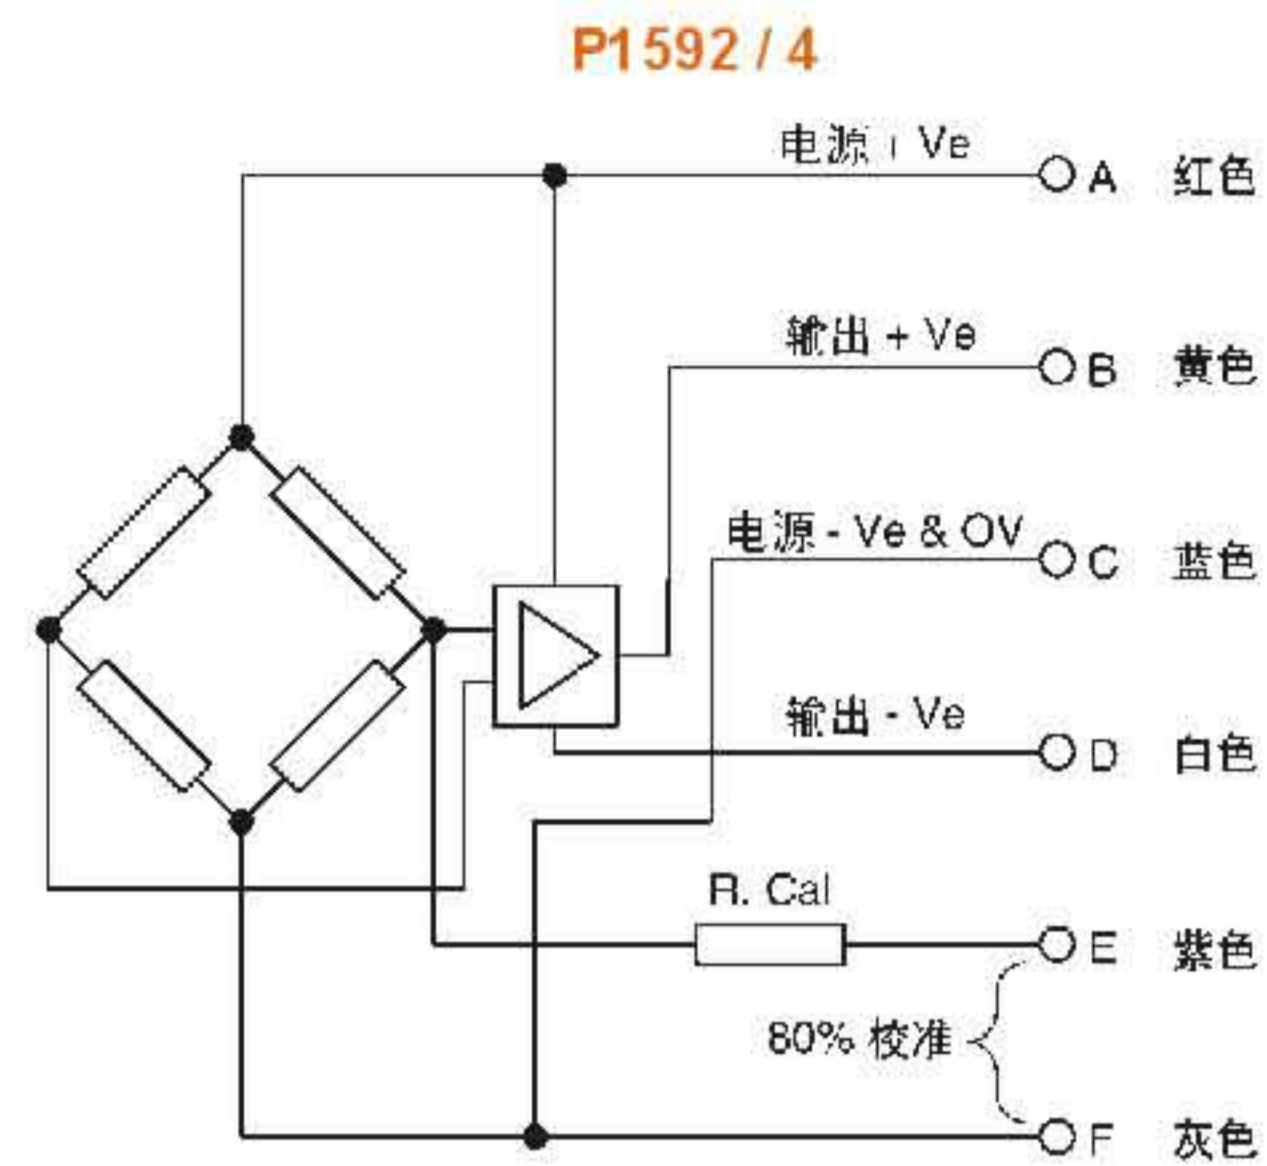 P1592 / 4
电源 + Ve
A 红色
输出 + Ve
B 黄色
电源 - Ve & OV
C 蓝色
输出 - Ve
D 白色
R. Cal
E 紫色
80% 校准
F 灰色